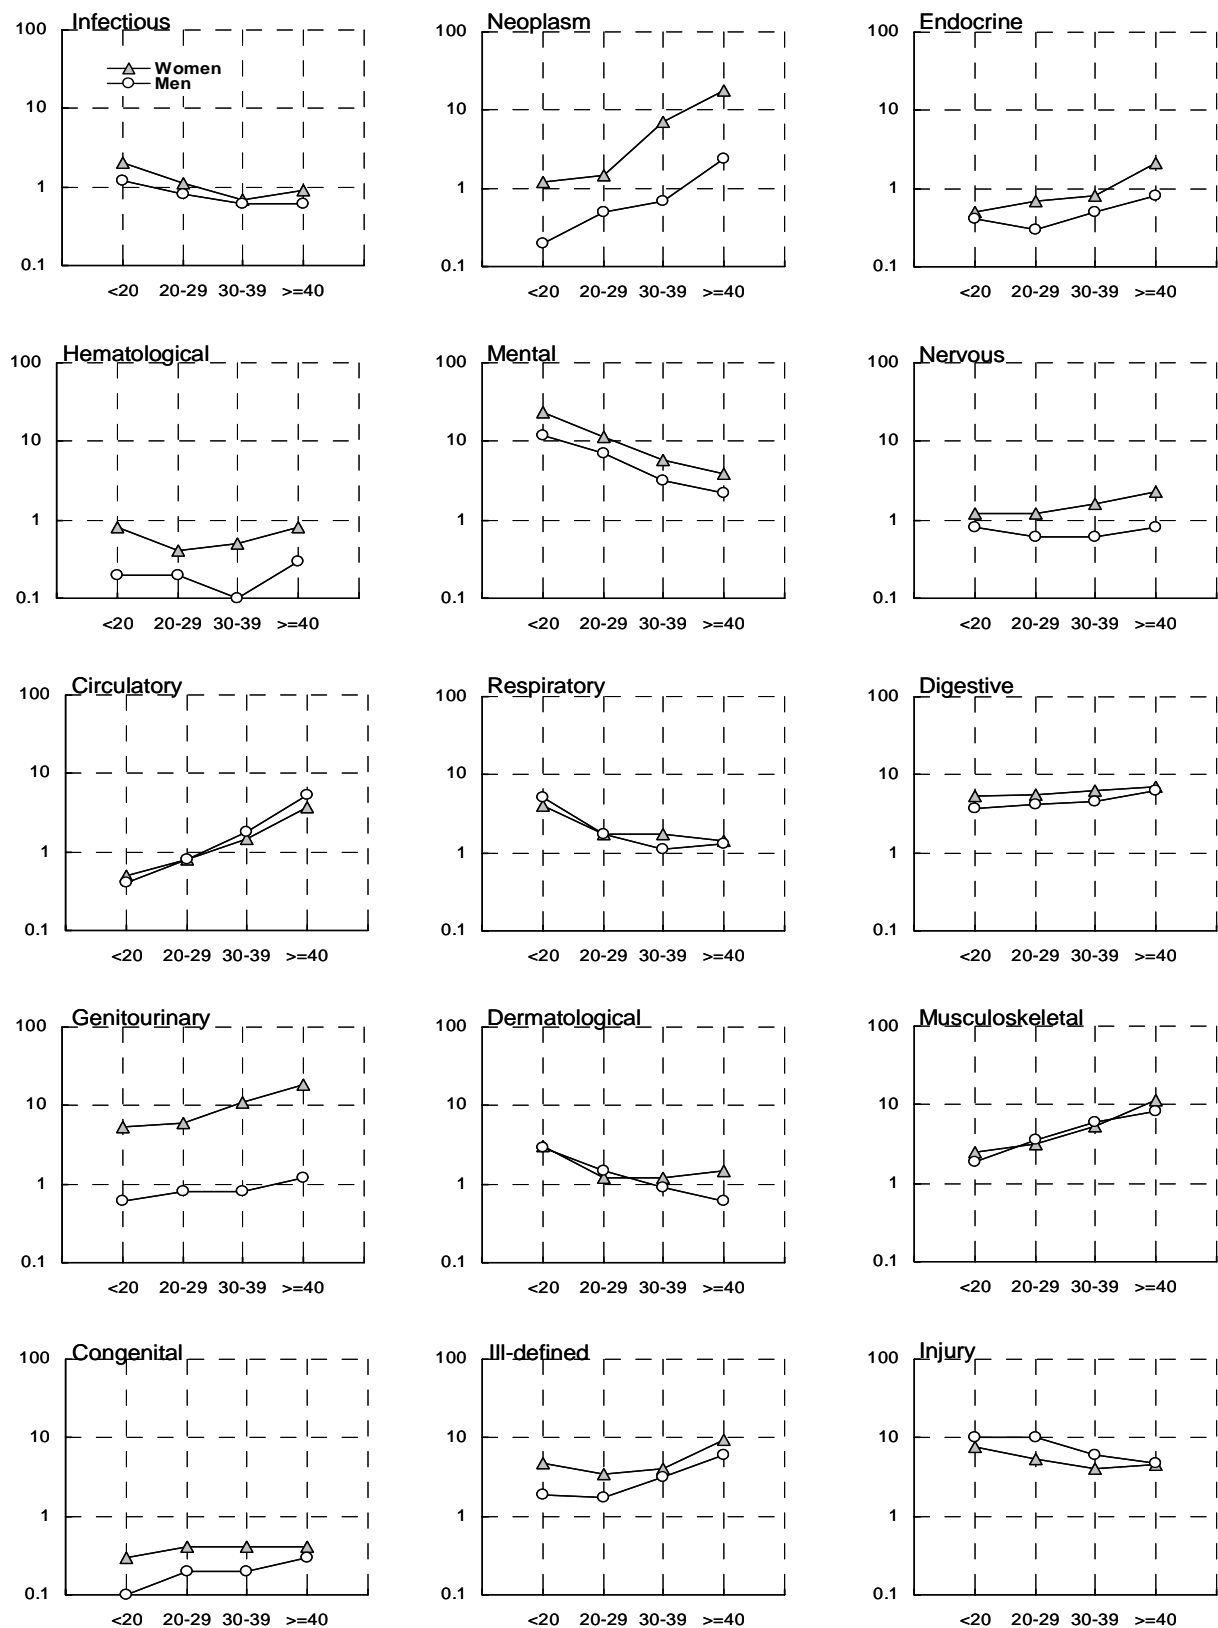 Infectious Neoplasm Endocrine
100 100 100
Women
Men
10 10 10
1 1 1
0.1 0.1 0.1
<20 20-29 30-39 >=40 <20 20-29 30-39 >=40 <20 20-29 30-39 >=40
Hematological Mental Nervous
100 100 100
10 10 10
1 1 1
0.1 0.1 0.1
<20 20-29 30-39 >=40 <20 20-29 30-39 >=40 <20 20-29 30-39 >=40
Circulatory Respiratory Digestive
100 100 100
10 10 10
1 1 1
0.1 0.1 0.1
<20 20-29 30-39 >=40 <20 20-29 30-39 >=40 <20 20-29 30-39 >=40
Genitourinary Dermatological Musculoskeletal
100 100 100
10 10 10
1 1 1
0.1 0.1 0.1
<20 20-29 30-39 >=40 <20 20-29 30-39 >=40 <20 20-29 30-39 >=40
Congenital Ill-defined Injury
100 100 100
10 10 10
1 1 1
0.1 0.1 0.1
<20 20-29 30-39 >=40 <20 20-29 30-39 >=40 <20 20-29 30-39 >=40